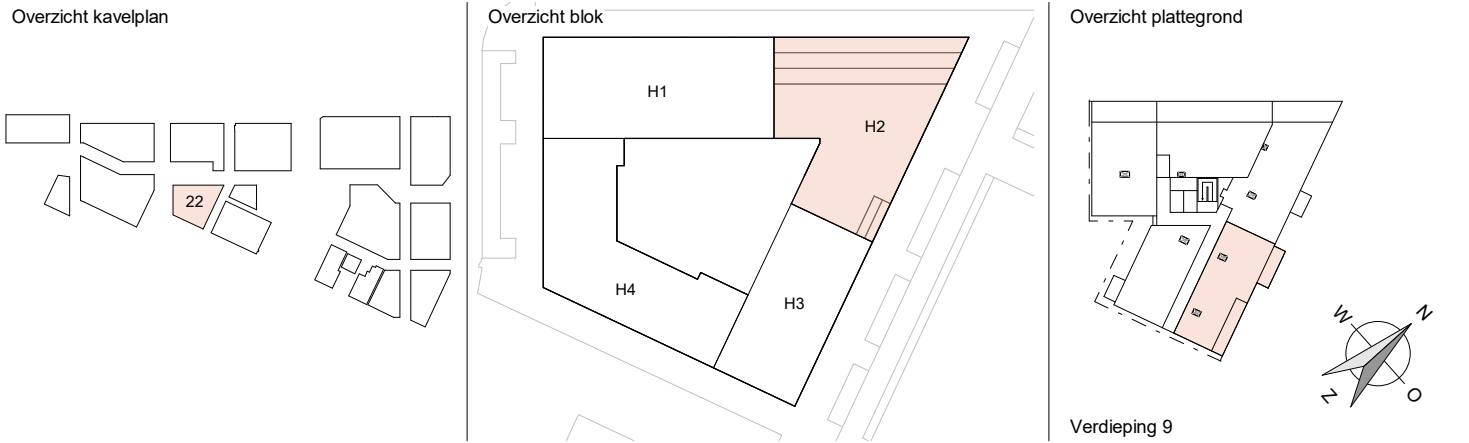 Overzicht kavelplan
22
Overzicht blok
H1
H2
H4
H3
Overzicht plattegrond
W
N
Z
O
Verdieping 9